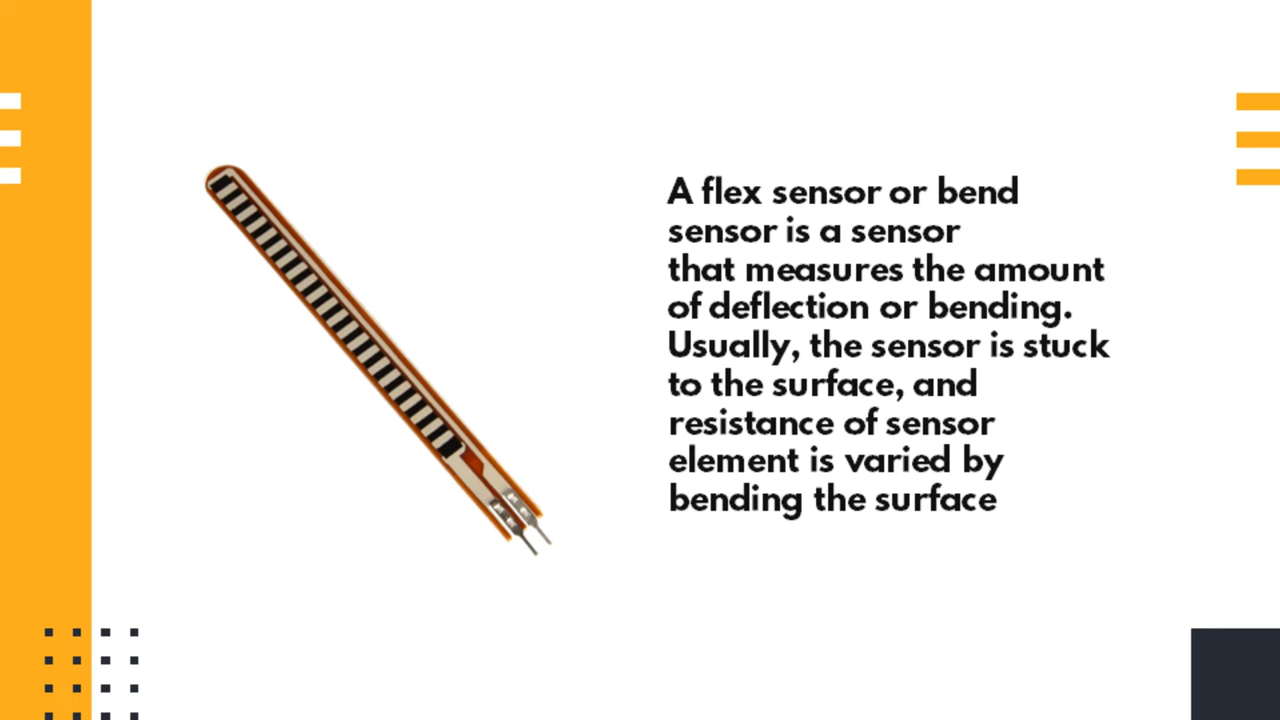 A flex sensor or bend
sensor is a sensor
that measures the amount
of deflection or bending.
Usually, the sensor is stuck
to the surface, and
resistance of sensor
element is varied by
bending the surface